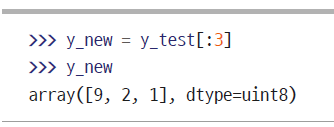 >>> y_new = y_test[:3]
>>> y_new
array([9, 2, 1], dtype=uint8)